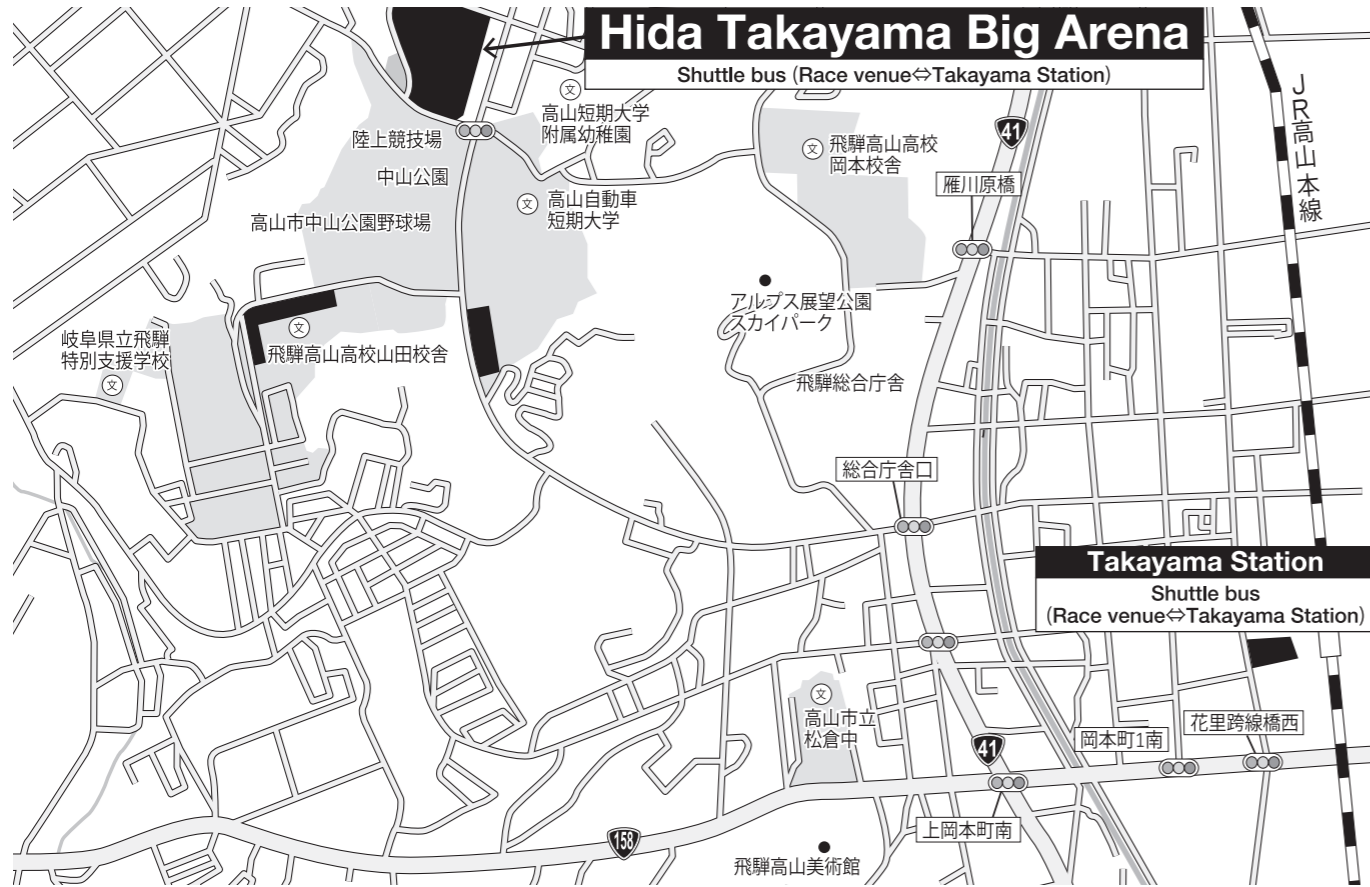 Hida Takayama Big Arena
Shuttle bus (Race venue⇔Takayama Station)
文
高山短期大学
附属幼稚園
陸上競技場
中山公園
高山市中山公園野球場
文
高山自動車
短期大学
文
飛騨高山高校
岡本校舎
41
雁川原橋
JR高山本線
アルプス展望公園
スカイパーク
岐阜県立飛騨
特別支援学校
文
文
飛騨高山高校山田校舎
飛騨総合庁舎
総合庁舎口
Takayama Station
Shuttle bus
(Race venue⇔Takayama Station)
文
高山市立
松倉中
41
岡本町1南
花里跨線橋西
上岡本町南
158
飛騨高山美術館